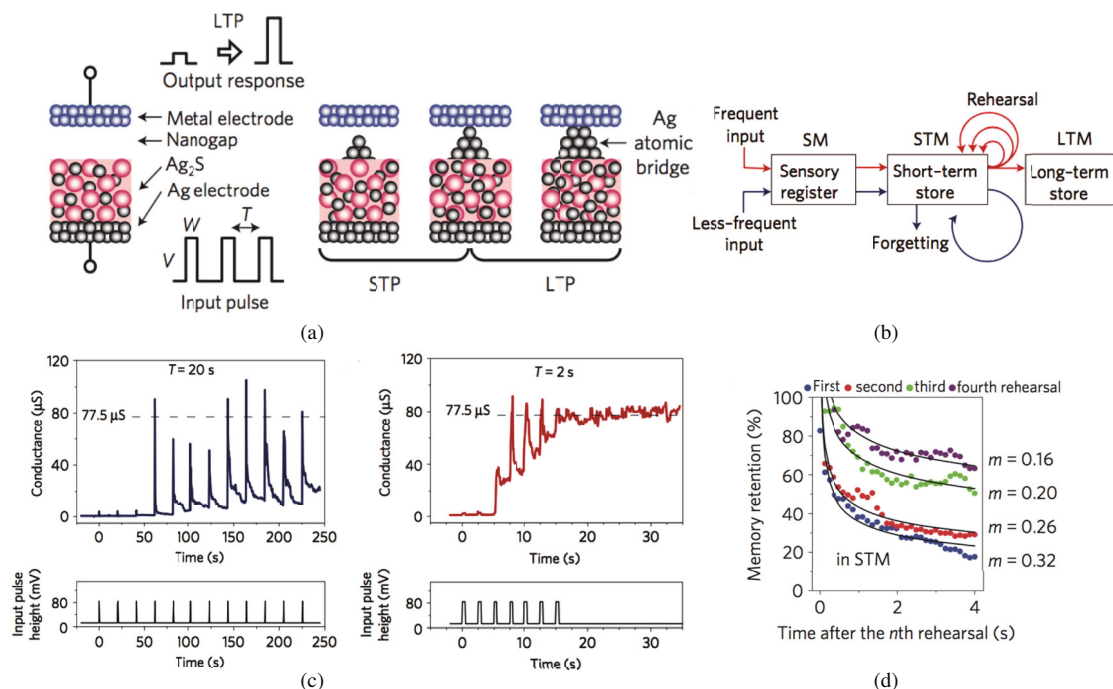 LTP
Output response
Metal electrode
Nanogap
Ag2S
Ag electrode
W
T
V
Input pulse
Ag
atomic
bridge
STP
LTP
(a)
Frequent
input
Less-frequent
input
SM
Sensory
register
STM
Short-term
store
Rehearsal
LTM
Long-term
store
Forgetting
(b)
120
80
40
0
Conductance (µS)
T = 20 s
77.5 µS
0 50 100 150 200 250
Time (s)
Input pulse
height (mV)
80
0
0 50 100 150 200 250
Time (s)
120
80
40
0
Conductance (µS)
T = 2 s
77.5 µS
0 10 20 30
Time (s)
Input pulse
height (mV)
80
0
0 10 20 30
Time (s)
(c)
First second third fourth rehearsal
100
80
60
40
20
0
Memory retention (%)
m = 0.16
m = 0.20
m = 0.26
m = 0.32
in STM
0 2 4
Time after the nth rehearsal (s)
(d)